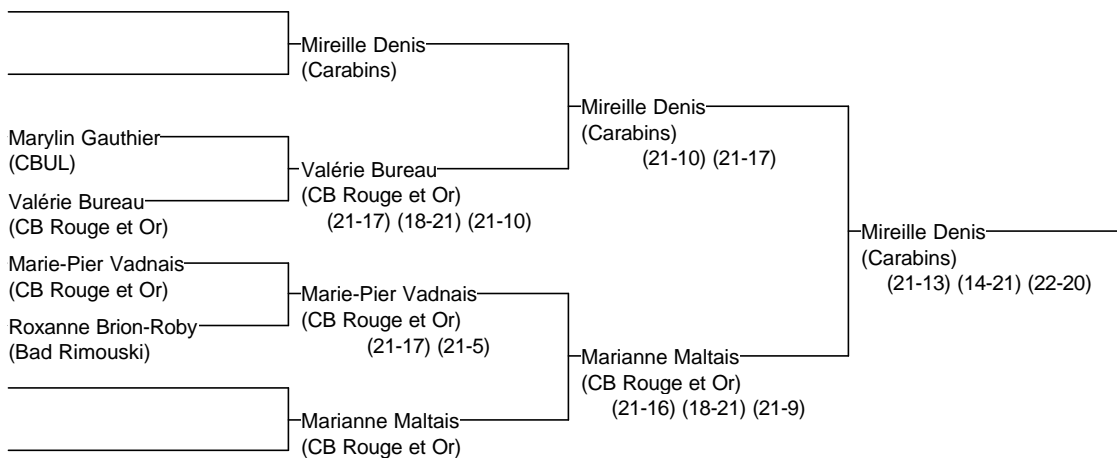 Mireille Denis
(Carabins)
Mireille Denis
(Carabins)
(21-10) (21-17)
Marylin Gauthier
(CBUL)
Valérie Bureau
(CB Rouge et Or)
(21-17) (18-21) (21-10)
Valérie Bureau
(CB Rouge et Or)
Mireille Denis
(Carabins)
(21-13) (14-21) (22-20)
Marie-Pier Vadnais
(CB Rouge et Or)
Marie-Pier Vadnais
(CB Rouge et Or)
(21-17) (21-5)
Roxanne Brion-Roby
(Bad Rimouski)
Marianne Maltais
(CB Rouge et Or)
(21-16) (18-21) (21-9)
Marianne Maltais
(CB Rouge et Or)